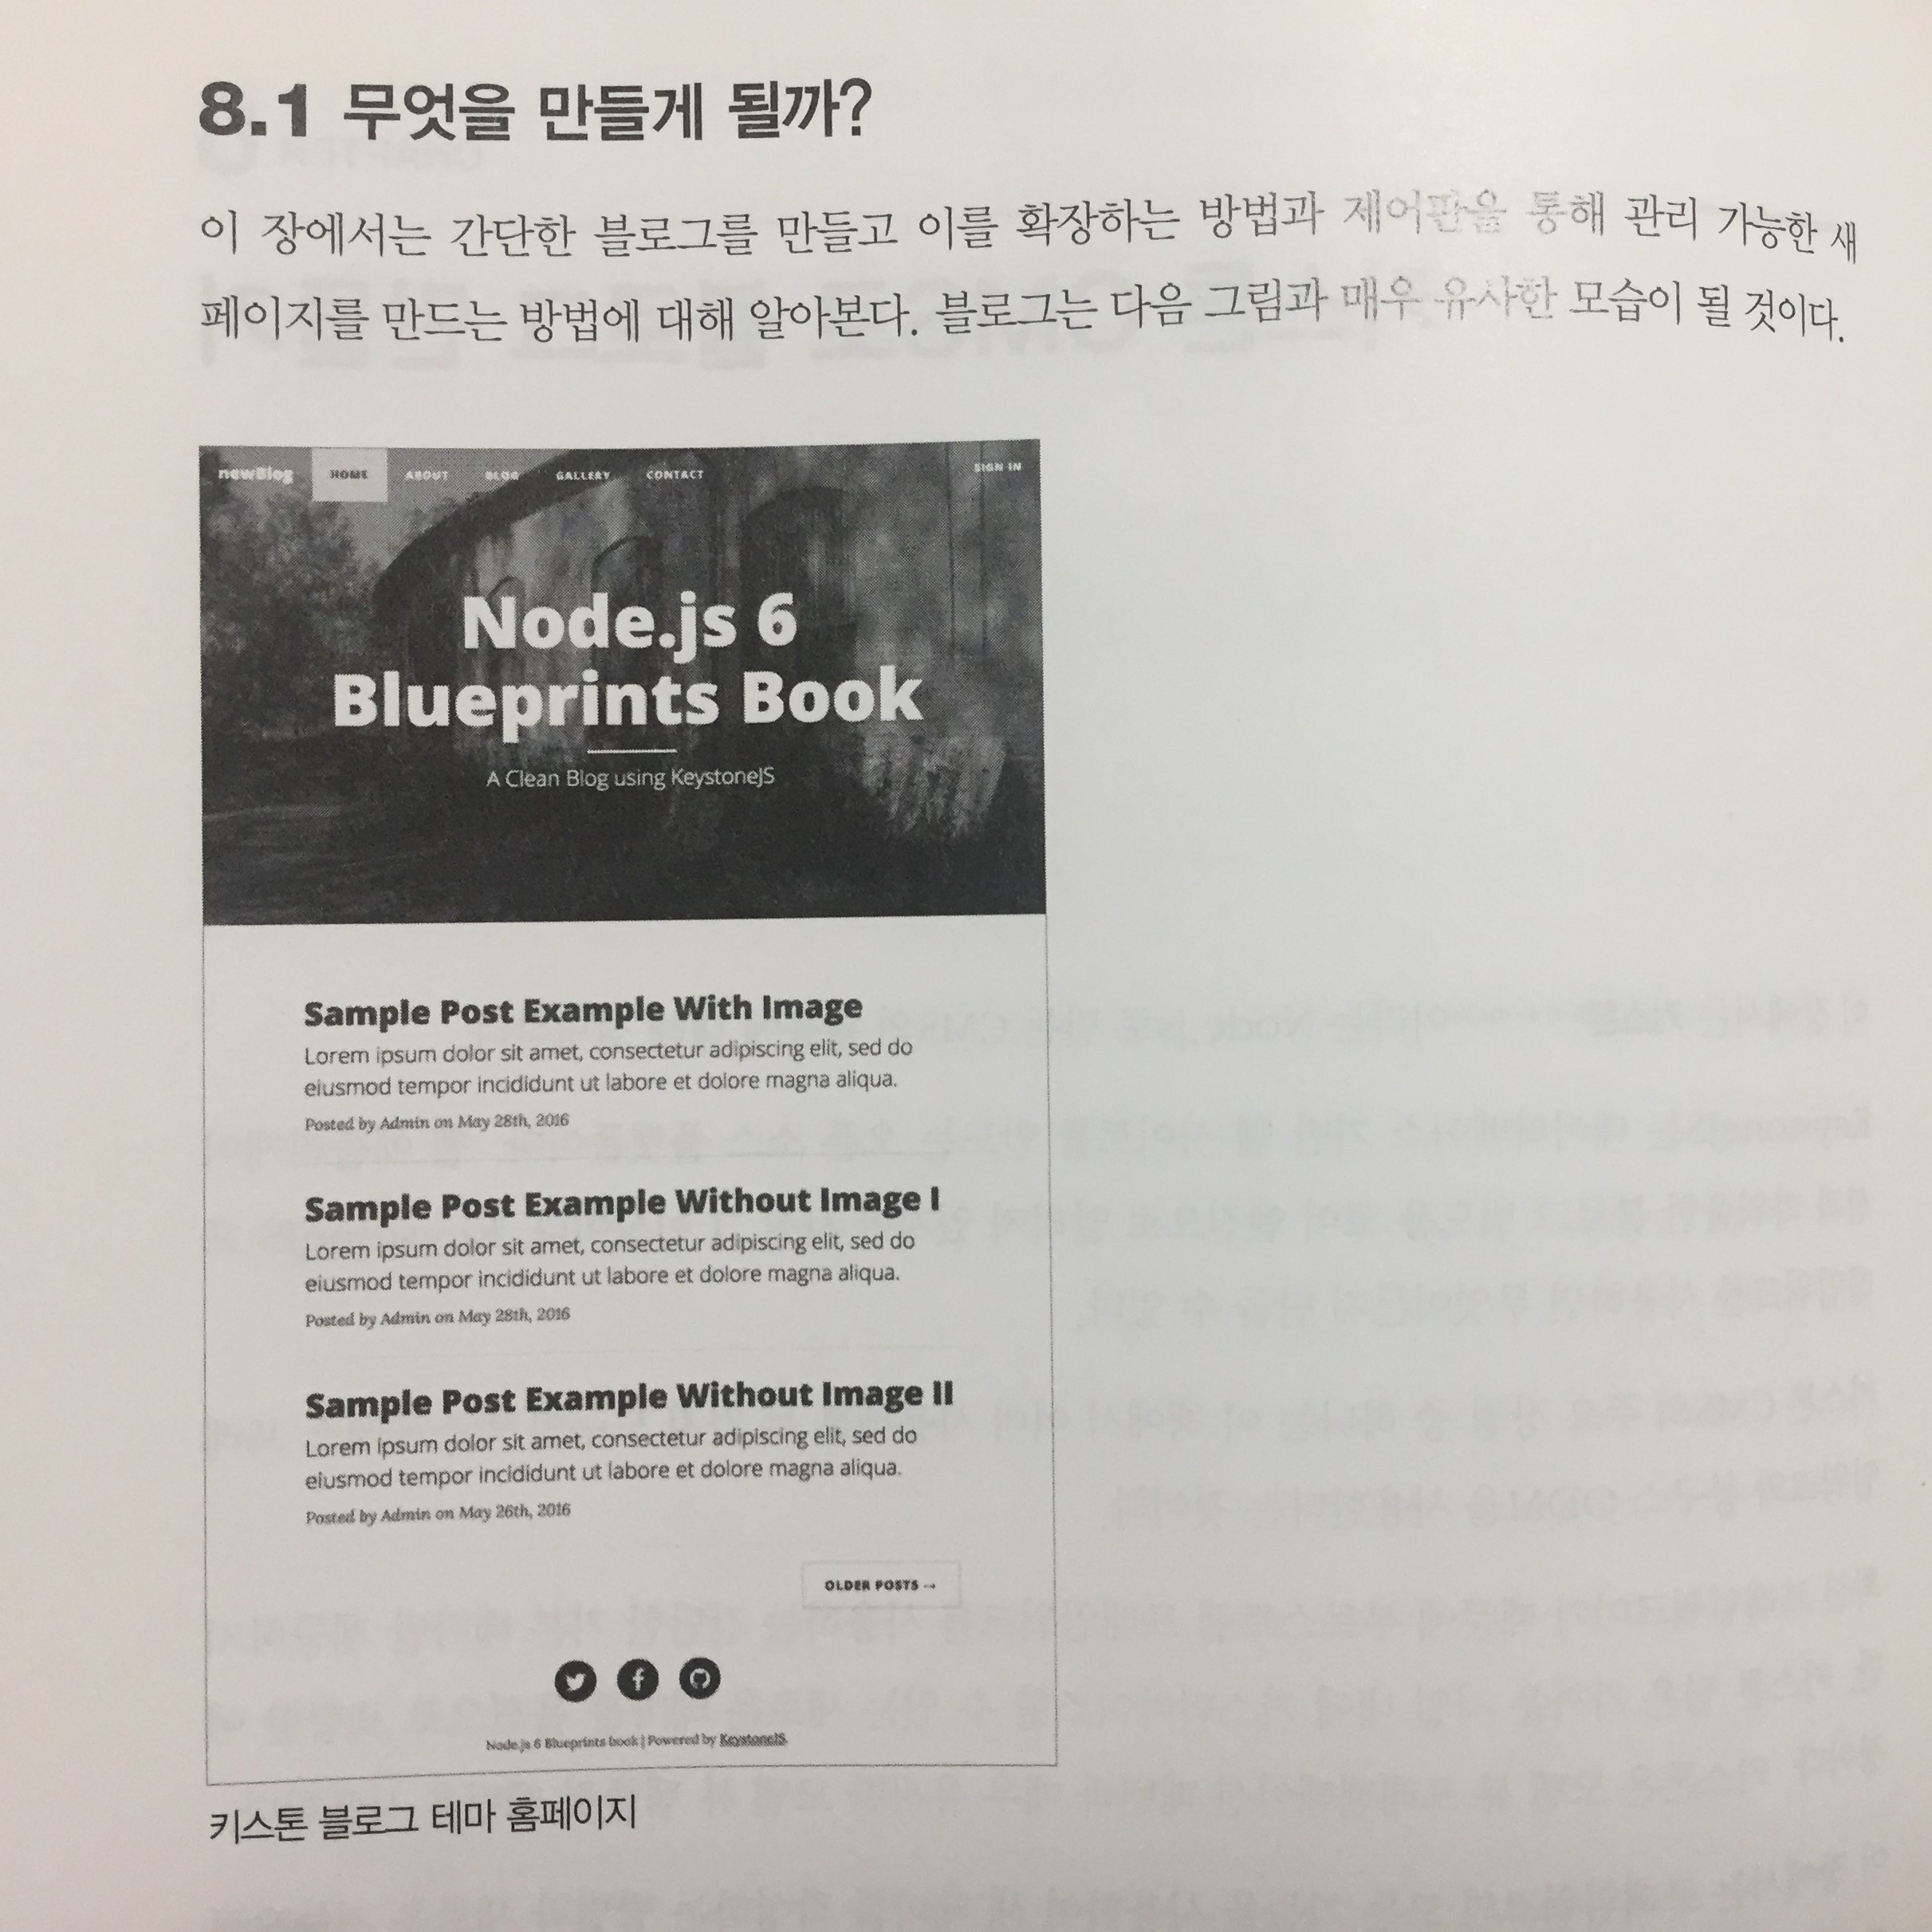 8.1 무엇을 만들게 될까?
이 장에서는 간단한 블로그를 만들고 이를 확장하는 방법과 제어판을 통해 관리 가능한 새
페이지를 만드는 방법에 대해 알아본다. 블로그는 다음 그림과 매우 유사한 모습이 될 것이다.
newBlog HOME ABOUT BLOG GALLERY CONTACT SIGN IN
Node.js 6
Blueprints Book
A Clean Blog using KeystoneJS
Sample Post Example With Image
Lorem ipsum dolor sit amet, consectetur adipiscing elit, sed do
eiusmod tempor incididunt ut labore et dolore magna aliqua.
Posted by Admin on May 28th, 2016
Sample Post Example Without Image I
Lorem ipsum dolor sit amet, consectetur adipiscing elit, sed do
eiusmod tempor incididunt ut labore et dolore magna aliqua.
Posted by Admin on May 28th, 2016
Sample Post Example Without Image II
Lorem ipsum dolor sit amet, consectetur adipiscing elit, sed do
eiusmod tempor incididunt ut labore et dolore magna aliqua.
Posted by Admin on May 26th, 2016
OLDER POSTS →
Node.js 6 Blueprints book | Powered by KeystoneJS.
키스톤 블로그 테마 홈페이지